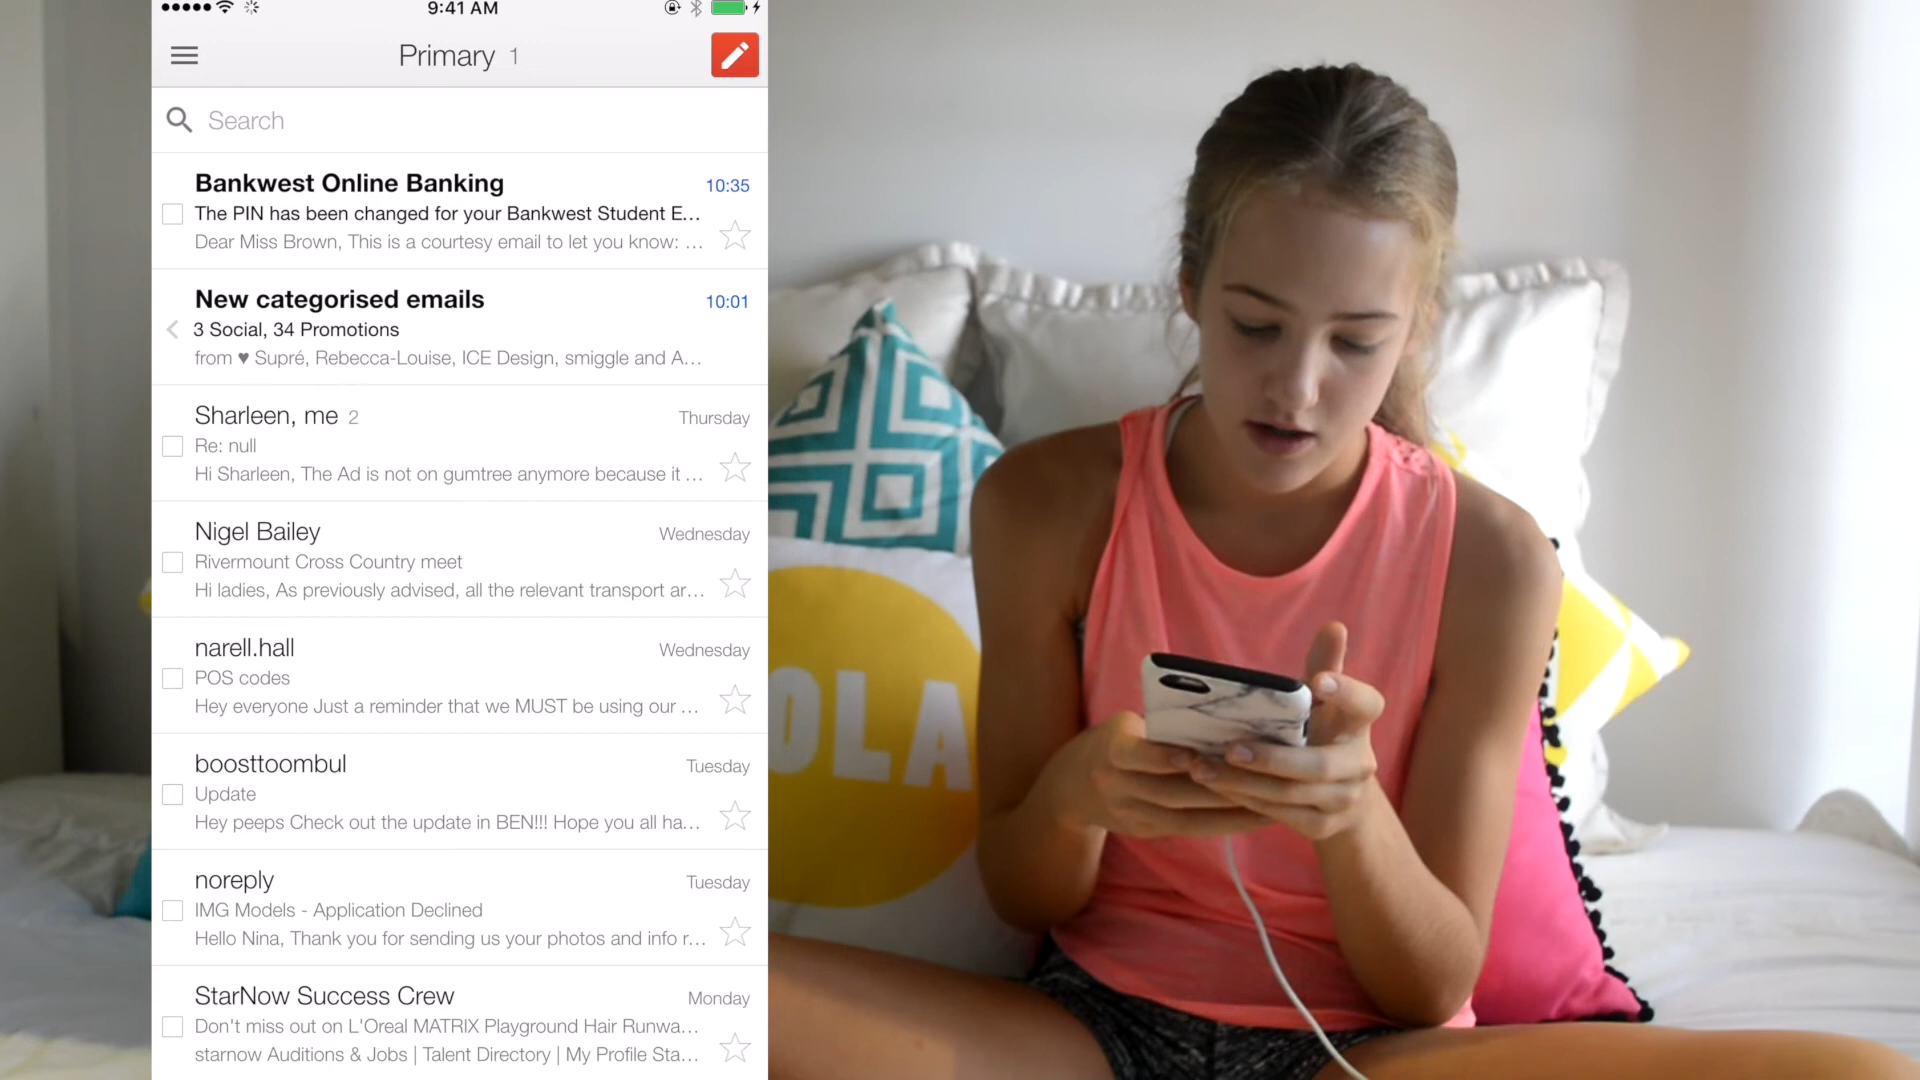 9:41 AM
Primary 1
Search
Bankwest Online Banking 10:35
The PIN has been changed for your Bankwest Student E...
Dear Miss Brown, This is a courtesy email to let you know: ...
New categorised emails 10:01
3 Social, 34 Promotions
from ♥ Supré, Rebecca-Louise, ICE Design, smiggle and A...
Sharleen, me 2 Thursday
Re: null
Hi Sharleen, The Ad is not on gumtree anymore because it ...
Nigel Bailey Wednesday
Rivermount Cross Country meet
Hi ladies, As previously advised, all the relevant transport ar...
narell.hall Wednesday
POS codes
Hey everyone Just a reminder that we MUST be using our ...
boosttoombul Tuesday
Update
Hey peeps Check out the update in BEN!!! Hope you all ha...
noreply Tuesday
IMG Models - Application Declined
Hello Nina, Thank you for sending us your photos and info r...
StarNow Success Crew Monday
Don't miss out on L'Oreal MATRIX Playground Hair Runwa...
starnow Auditions & Jobs | Talent Directory | My Profile Sta...
OLA